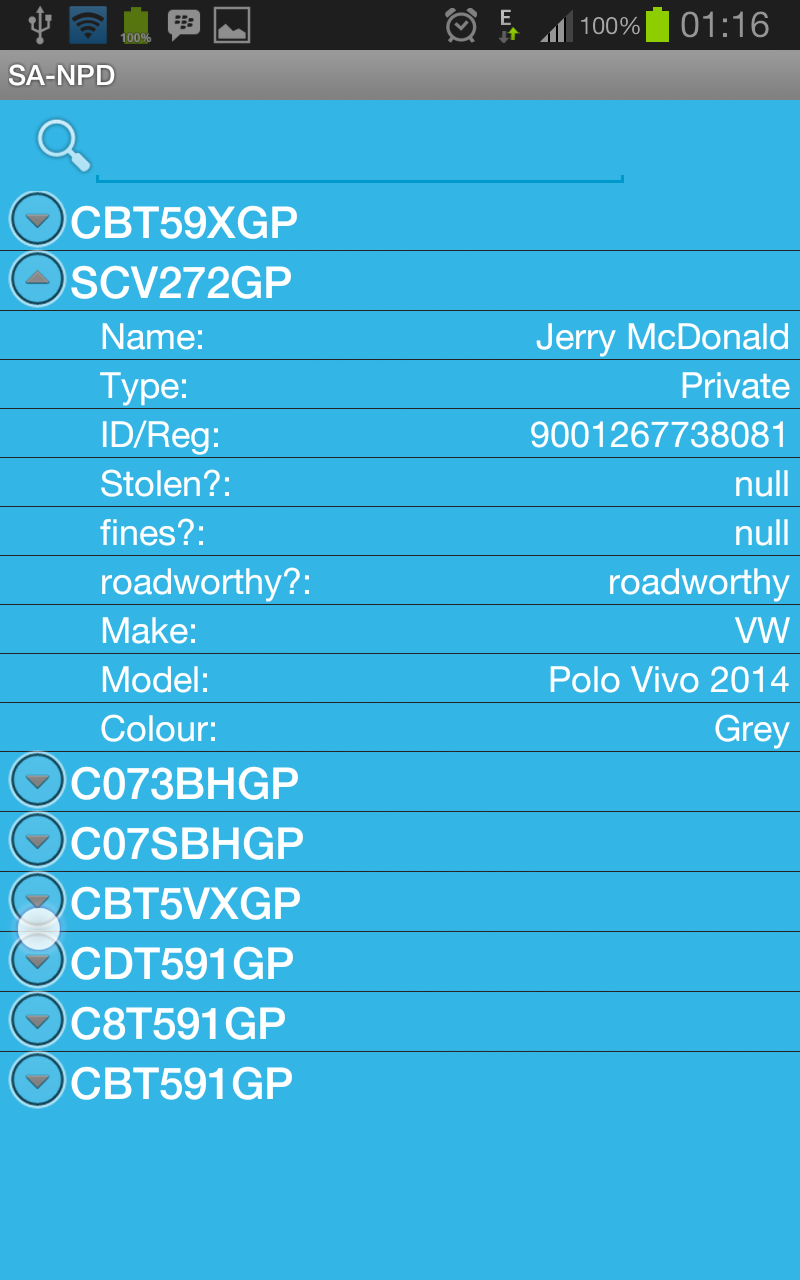 100% E 100% 01:16
SA-NPD
CBT59XGP
SCV272GP
Name: Jerry McDonald
Type: Private
ID/Reg: 9001267738081
Stolen?: null
fines?: null
roadworthy?: roadworthy
Make: VW
Model: Polo Vivo 2014
Colour: Grey
C073BHGP
C07SBHGP
CBT5VXGP
CDT591GP
C8T591GP
CBT591GP